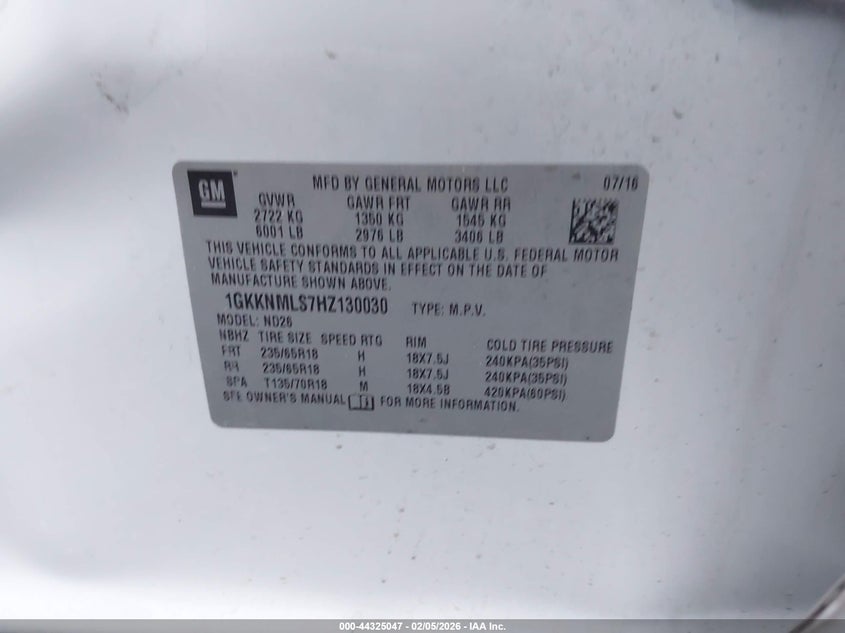 GM
MFD BY GENERAL MOTORS LLC 07/16
GVWR GAWR FRT GAWR RR
2722 KG 1350 KG 1545 KG
6001 LB 2976 LB 3406 LB
THIS VEHICLE CONFORMS TO ALL APPLICABLE U.S. FEDERAL MOTOR
VEHICLE SAFETY STANDARDS IN EFFECT ON THE DATE OF
MANUFACTURE SHOWN ABOVE.
1GKKNMLS7HZ130030 TYPE: M.P.V.
MODEL: ND26
NBHZ TIRE SIZE SPEED RTG RIM COLD TIRE PRESSURE
FRT 235/65R18 H 18X7.5J 240KPA(35PSI)
RR 235/65R18 H 18X7.5J 240KPA(35PSI)
SPA T135/70R18 M 18X4.5B 420KPA(60PSI)
SEE OWNER'S MANUAL FOR MORE INFORMATION.
000-44325047 - 02/05/2026 - IAA Inc.